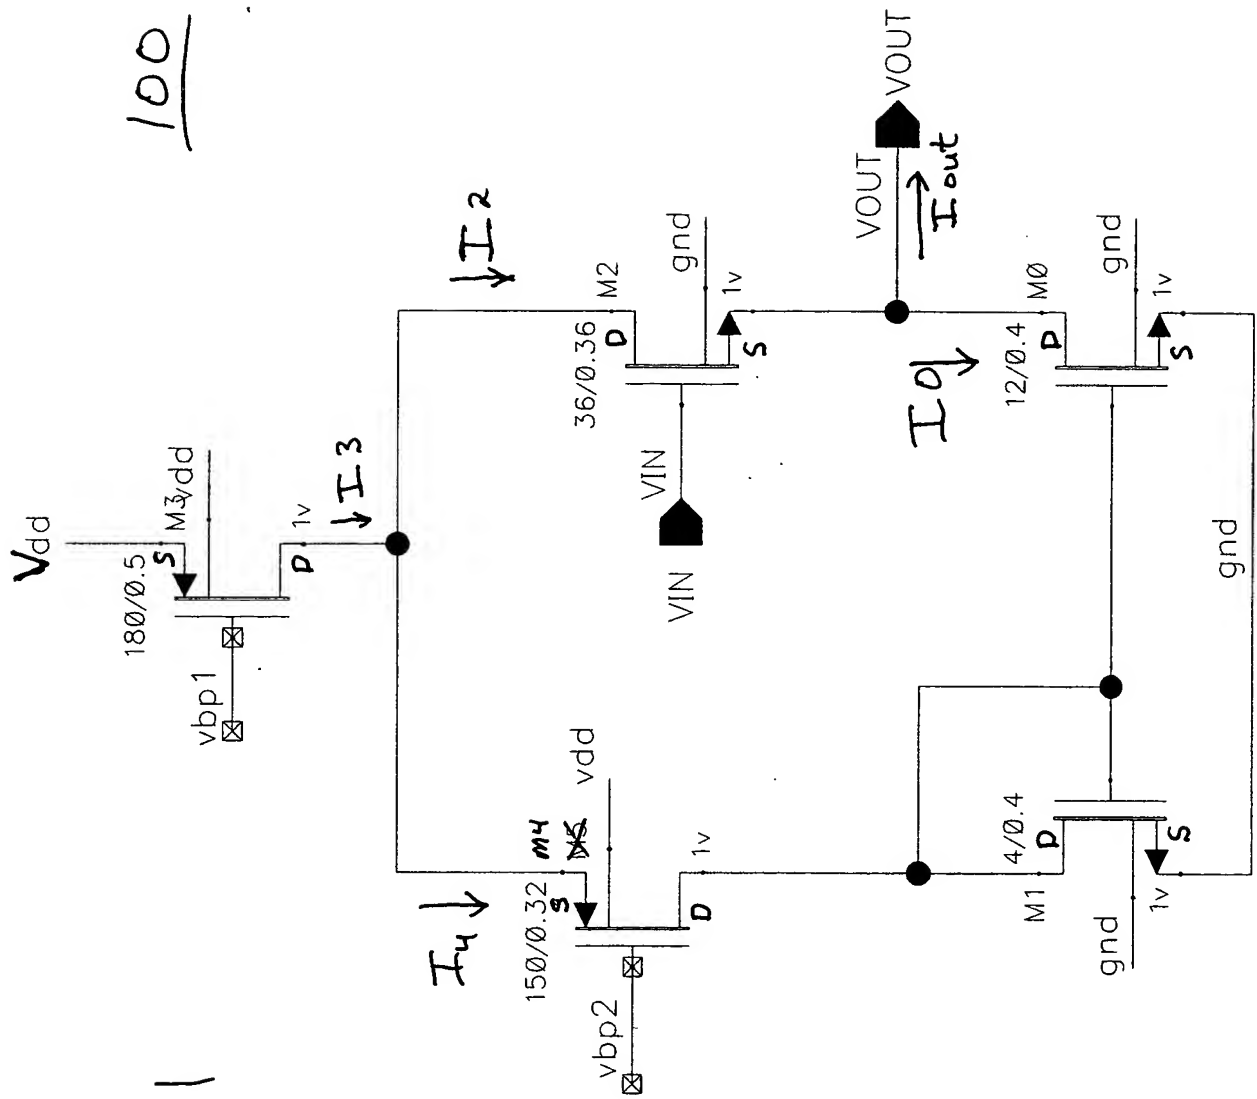 100
Vdd
M3
vdd
180/0.5
S
1v
D
vbp1
I3
I2
M2
gnd
36/0.36
D
1v
S
VIN
VIN
VOUT
VOUT
Iout
I4
M4
vdd
150/0.32
S
1v
D
vbp2
I0
M0
gnd
12/0.4
D
1v
S
4/0.4
D
M1
S
1v
gnd
gnd
1